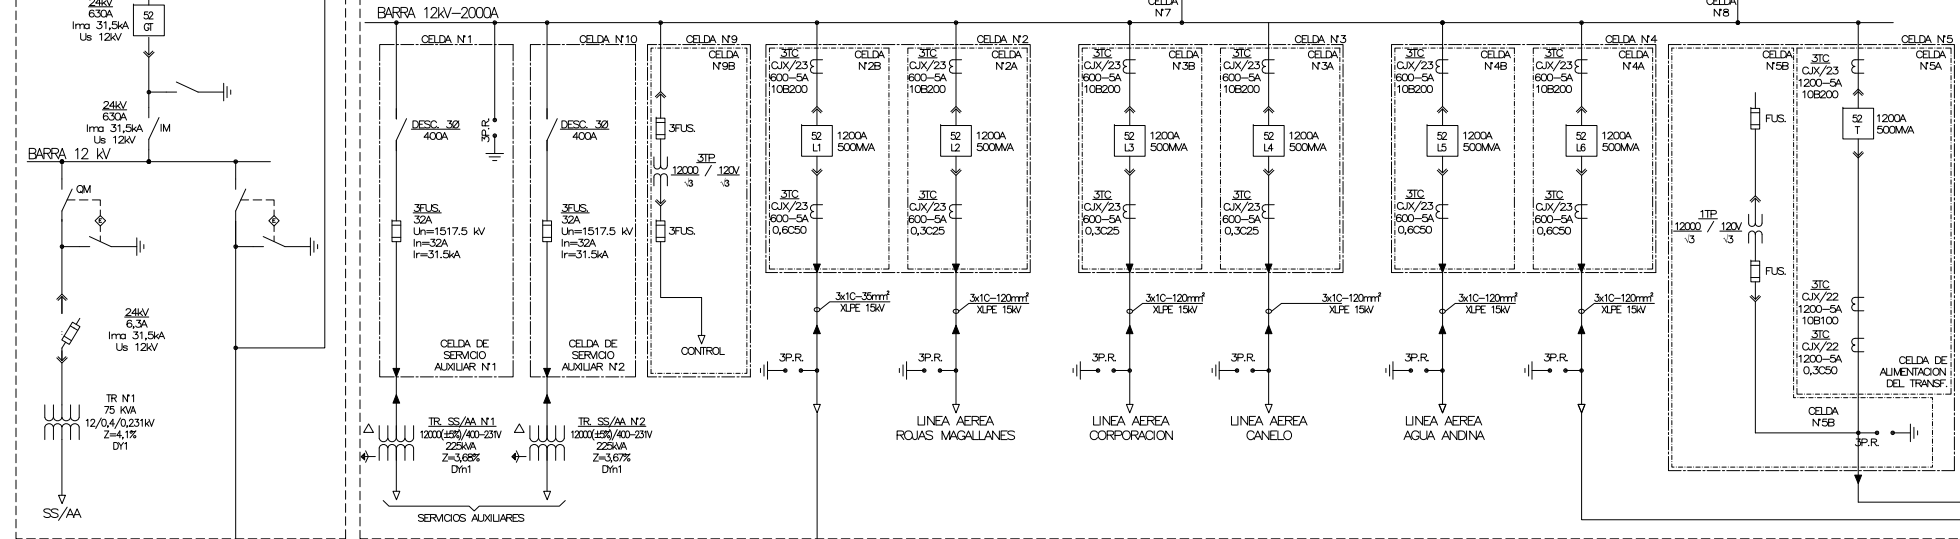 24kV
630A
Ima 31,5kA
Us 12kV
52
GT
24kV
630A
Ima 31,5kA
Us 12kV
IM
BARRA 12 kV
QM
24kV
6,3A
Ima 31,5kA
Us 12kV
TR N°1
75 KVA
12/0,4/0,231kV
Z=4,1%
DY1
SS/AA
BARRA 12kV-2000A
CELDA N°1
DESC. 3Ø
400A
3P.R.
3FUS.
32A
Un=1517.5 kV
In=32A
Ir=31.5kA
CELDA DE
SERVICIO
AUXILIAR N°1
TR. SS/AA N°1
12000(±5%)/400-231V
225kVA
Z=3,68%
DYn1
CELDA N°10
DESC. 3Ø
400A
3FUS.
32A
Un=1517.5 kV
In=32A
Ir=31.5kA
CELDA DE
SERVICIO
AUXILIAR N°2
TR. SS/AA N°2
12000(±5%)/400-231V
225kVA
Z=3,67%
DYn1
SERVICIOS AUXILIARES
CELDA N°9
CELDA
N°9B
3FUS.
3TP
12000 / 120V
√3 √3
3FUS.
CONTROL
CELDA N°2
3TC
CJX/23
600-5A
10B200
CELDA
N°2B
52
L1
1200A
500MVA
3TC
CJX/23
600-5A
0,6C50
3x1C-35mm²
XLPE 15kV
3P.R.
3TC
CJX/23
600-5A
10B200
CELDA
N°2A
52
L2
1200A
500MVA
3TC
CJX/23
600-5A
0,3C25
3x1C-120mm²
XLPE 15kV
3P.R.
LINEA AEREA
ROJAS MAGALLANES
CELDA
N°7
CELDA N°3
3TC
CJX/23
600-5A
10B200
CELDA
N°3B
52
L3
1200A
500MVA
3TC
CJX/23
600-5A
0,3C25
3x1C-120mm²
XLPE 15kV
3P.R.
LINEA AEREA
CORPORACION
3TC
CJX/23
600-5A
10B200
CELDA
N°3A
52
L4
1200A
500MVA
3TC
CJX/23
600-5A
0,3C25
3x1C-120mm²
XLPE 15kV
3P.R.
LINEA AEREA
CANELO
CELDA N°4
3TC
CJX/23
600-5A
10B200
CELDA
N°4B
52
L5
1200A
500MVA
3TC
CJX/23
600-5A
0,6C50
3x1C-120mm²
XLPE 15kV
3P.R.
LINEA AEREA
AGUA ANDINA
3TC
CJX/23
600-5A
10B200
CELDA
N°4A
52
L6
1200A
500MVA
3TC
CJX/23
600-5A
0,6C50
3x1C-120mm²
XLPE 15kV
3P.R.
CELDA
N°8
CELDA N°5
CELDA
N°5B
FUS.
1TP
12000 / 120V
√3 √3
FUS.
3TC
CJX/23
1200-5A
10B200
CELDA
N°5A
52
T
1200A
500MVA
3TC
CJX/22
1200-5A
10B100
3TC
CJX/22
1200-5A
0,3C50
CELDA DE
ALIMENTACION
DEL TRANSF.
CELDA
N°5B
3P.R.